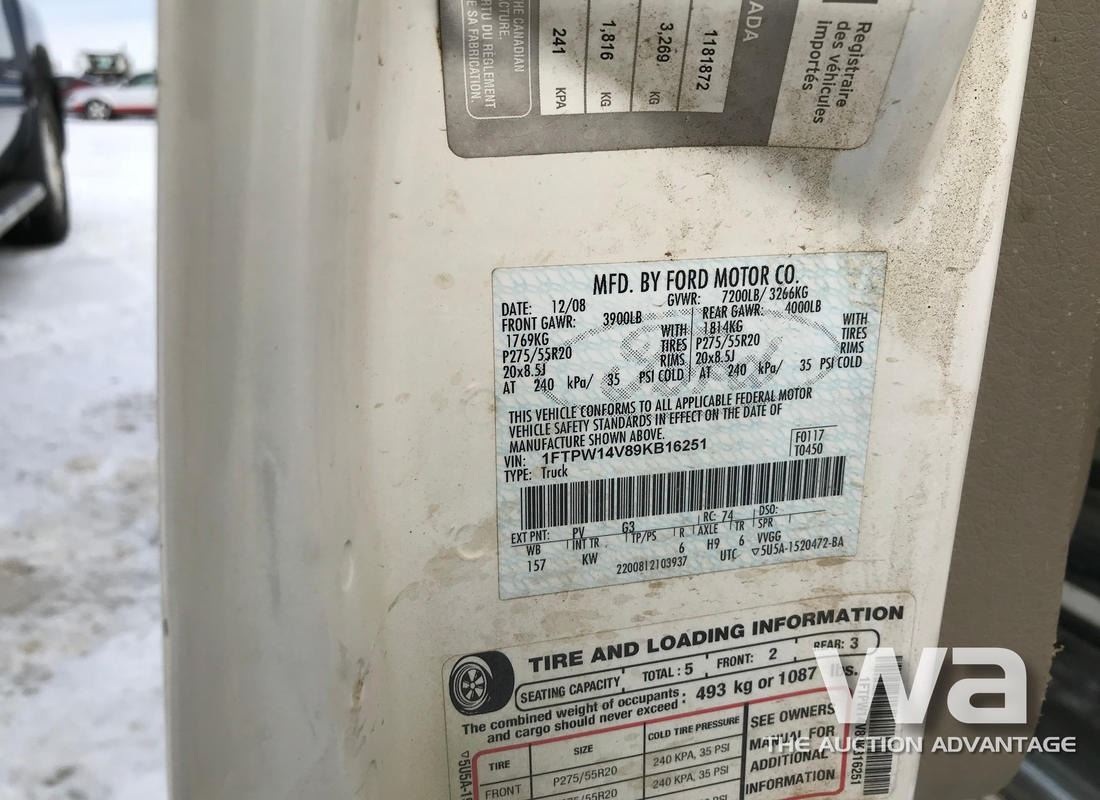 THE CANADIAN
CTURE.
RTU DU RÈGLEMENT
E SA FABRICATION.
241 KPA
1,816 KG
3,269 KG
1181872
ADA
Registraire
des véhicules
importés
MFD. BY FORD MOTOR CO.
DATE: 12/08 GVWR: 7200LB/ 3266KG
FRONT GAWR: 3900LB REAR GAWR: 4000LB
1769KG WITH 1814KG WITH
P275/55R20 TIRES P275/55R20 TIRES
20x8.5J RIMS 20x8.5J RIMS
AT 240 kPa/ 35 PSI COLD AT 240 kPa/ 35 PSI COLD
Ford
THIS VEHICLE CONFORMS TO ALL APPLICABLE FEDERAL MOTOR
VEHICLE SAFETY STANDARDS IN EFFECT ON THE DATE OF
MANUFACTURE SHOWN ABOVE.
VIN: 1FTPW14V89KB16251
TYPE: Truck
F0117
T0450
EXT PNT: PV G3 RC: 74 DSO:
WB INT TR TP/PS R AXLE TR SPR
157 KW 6 H9 6 VVGG
2200812103937 UTC ▽5U5A-1520472-BA
TIRE AND LOADING INFORMATION
SEATING CAPACITY TOTAL : 5 FRONT: 2 REAR: 3
The combined weight of occupants
and cargo should never exceed : 493 kg or 1087 lbs.
TIRE SIZE COLD TIRE PRESSURE
FRONT P275/55R20 240 KPA, 35 PSI
240 KPA, 35 PSI
SEE OWNERS
MANUAL FOR
ADDITIONAL
INFORMATION
wa
THE AUCTION ADVANTAGE